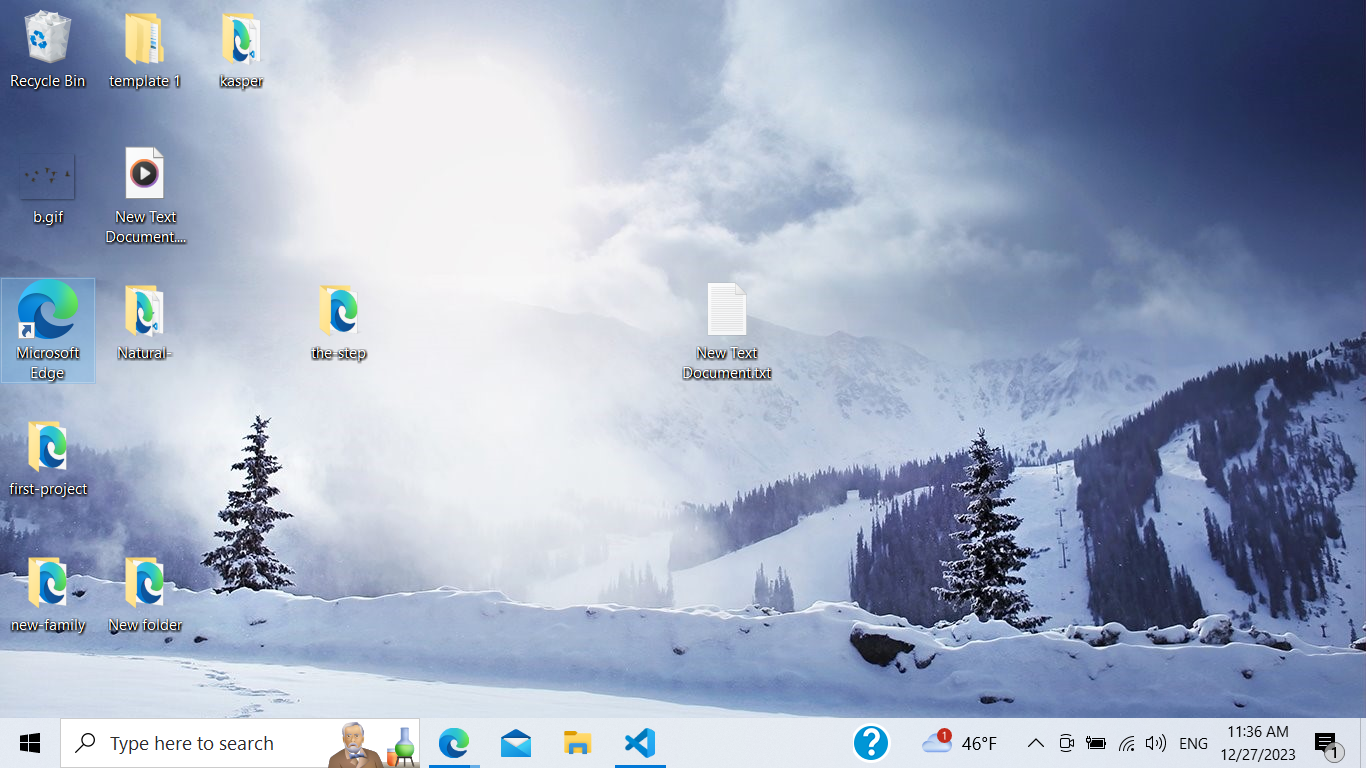 Recycle Bin
template 1
kasper
b.gif
New Text
Document....
Microsoft
Edge
Natural-
the-step
New Text
Document.txt
first-project
new-family
New folder
Type here to search
?
1
46°F
ENG
11:36 AM
12/27/2023
1